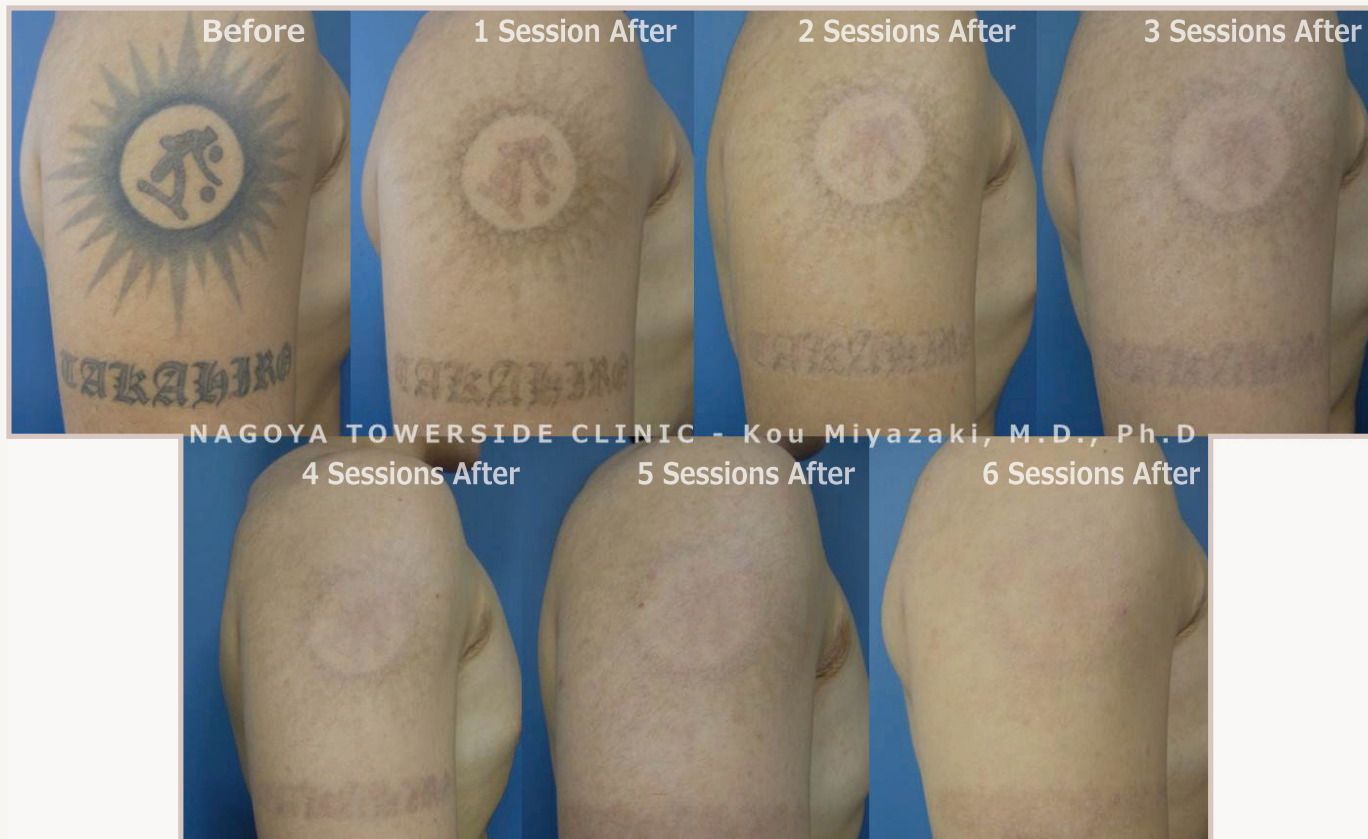 Before
1 Session After
2 Sessions After
3 Sessions After
TAKAHIRO
TAKAHIRO
NAGOYA TOWERSIDE CLINIC - Kou Miyazaki, M.D., Ph.D
4 Sessions After
5 Sessions After
6 Sessions After